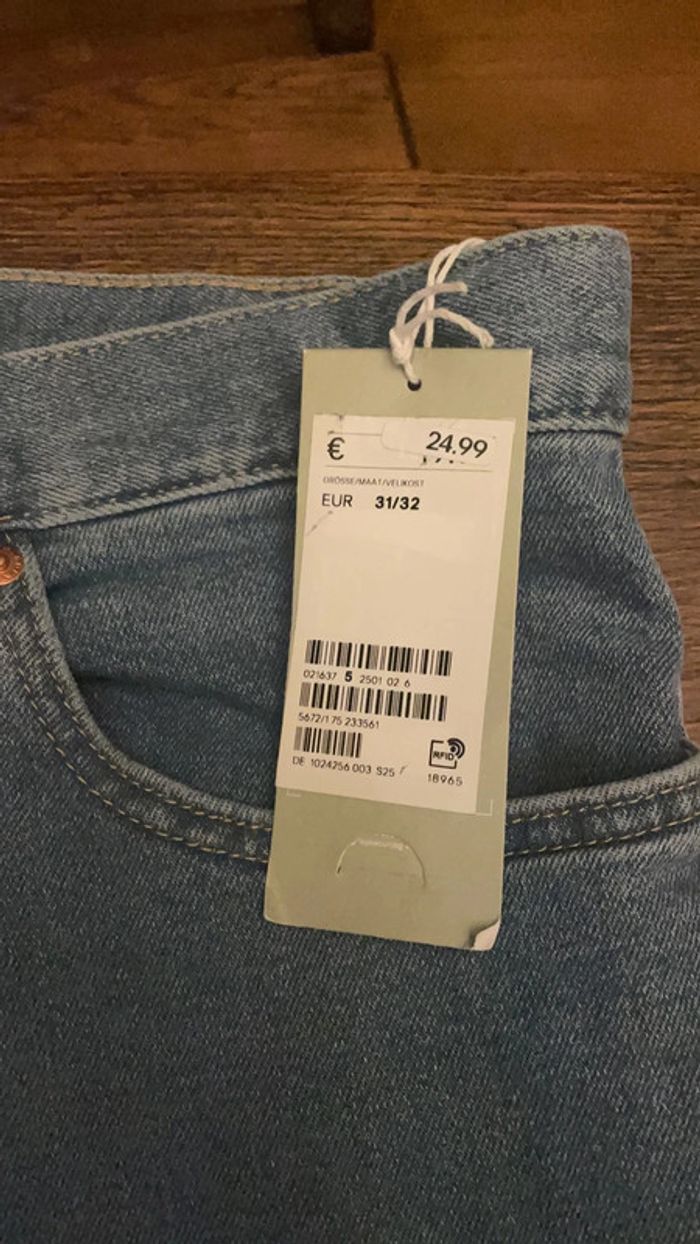 € 24.99
GRÖSSE/MAAT/VELIKOST
EUR 31/32
021637 5 2501 02 6
5672/175 233561
DE 1024256 003 S25
RFID
18965